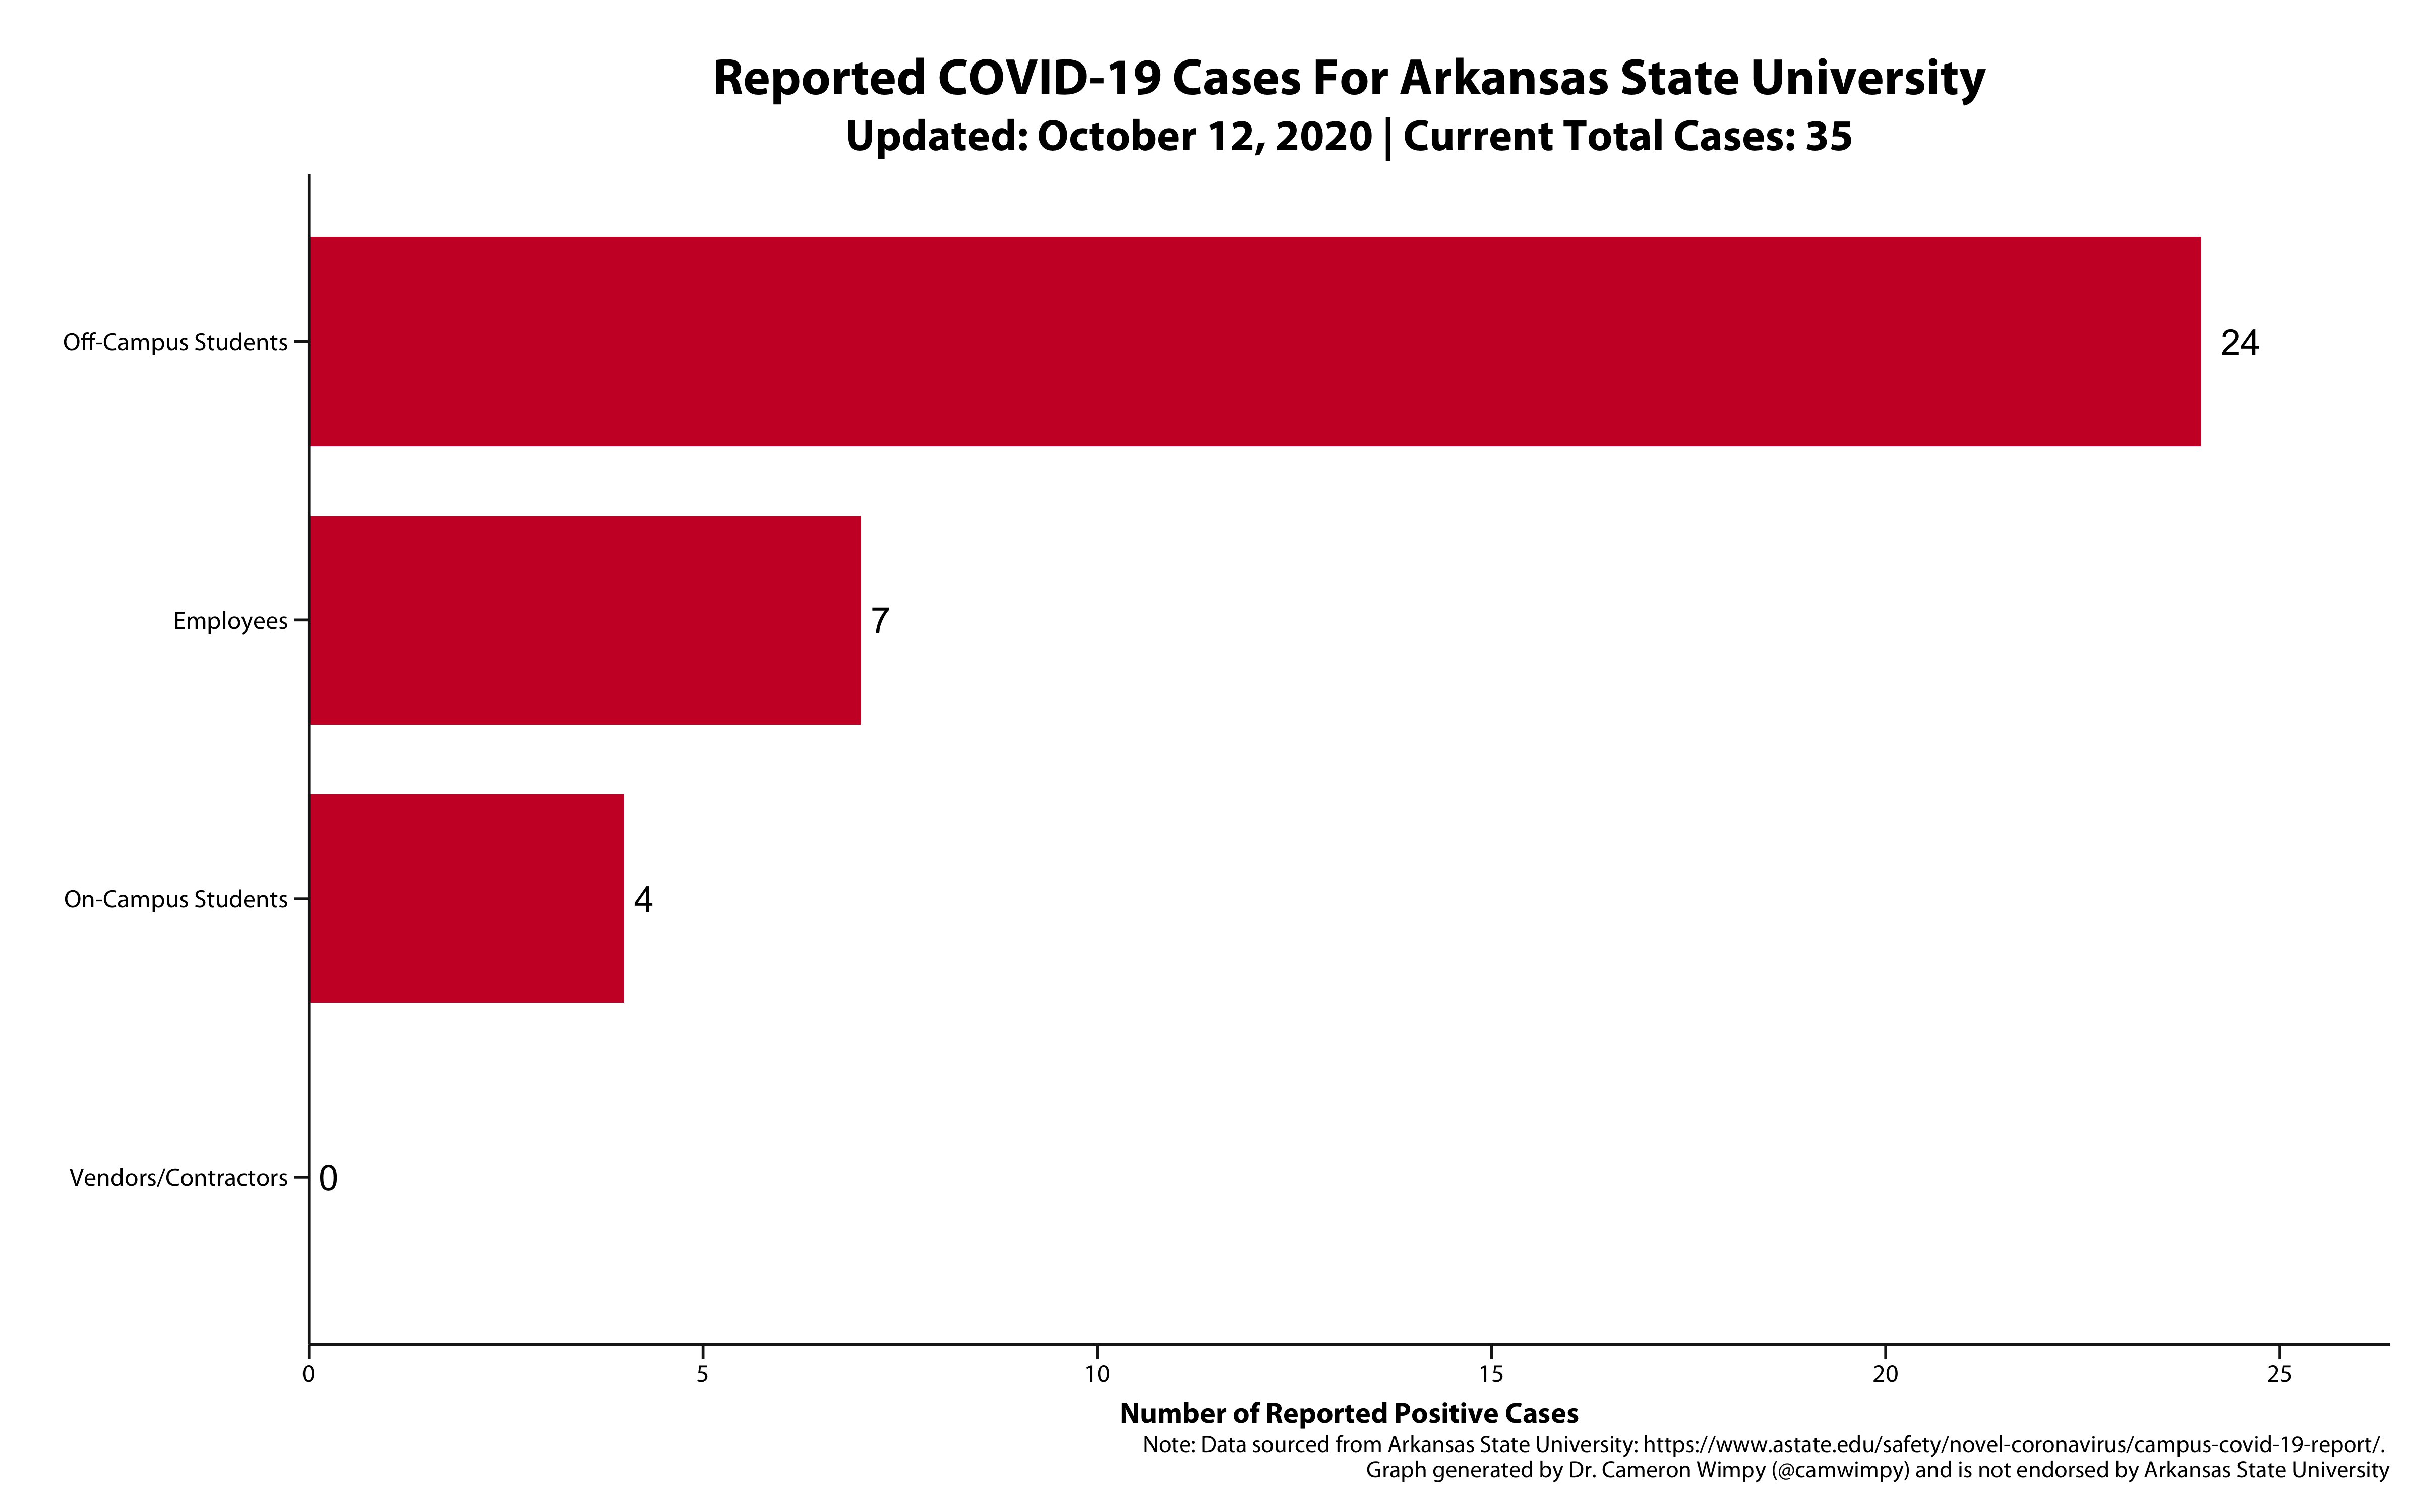 Reported COVID-19 Cases For Arkansas State University
Updated: October 12, 2020 | Current Total Cases: 35
Off-Campus Students
24
Employees
7
On-Campus Students
4
Vendors/Contractors
0
0 5 10 15 20 25
Number of Reported Positive Cases
Note: Data sourced from Arkansas State University: https://www.astate.edu/safety/novel-coronavirus/campus-covid-19-report/.
Graph generated by Dr. Cameron Wimpy (@camwimpy) and is not endorsed by Arkansas State University